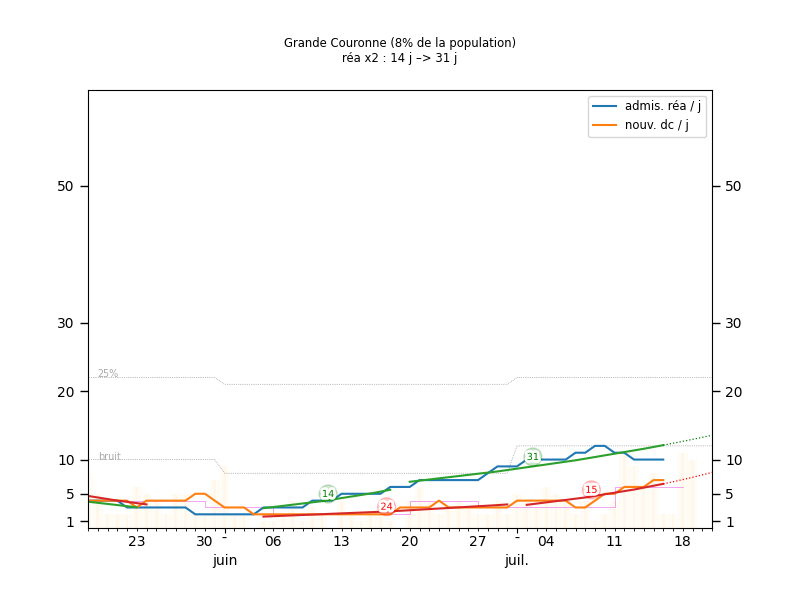 Grande Couronne (8% de la population)
réa x2 : 14 j –> 31 j
admis. réa / j
nouv. dc / j
50 50
30 30
25%
20 20
bruit
10 31 10
5 14 15 5
24
1 1
23 30 06 13 20 27 04 11 18
juin juil.